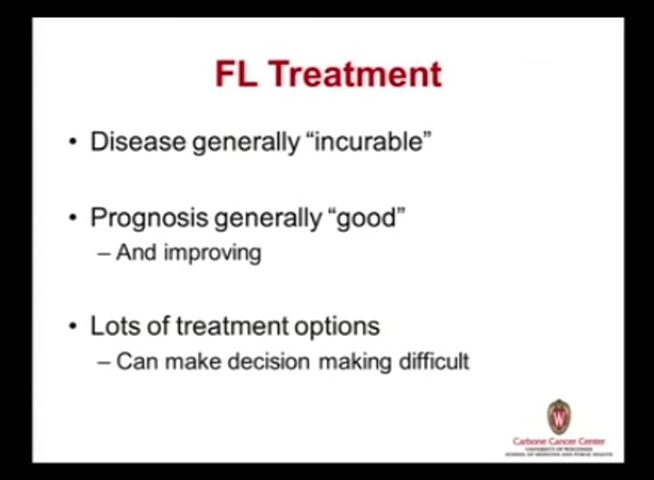 FL Treatment
• Disease generally “incurable”
• Prognosis generally “good”
– And improving
• Lots of treatment options
– Can make decision making difficult
W
Carbone Cancer Center
UNIVERSITY OF WISCONSIN
SCHOOL OF MEDICINE AND PUBLIC HEALTH